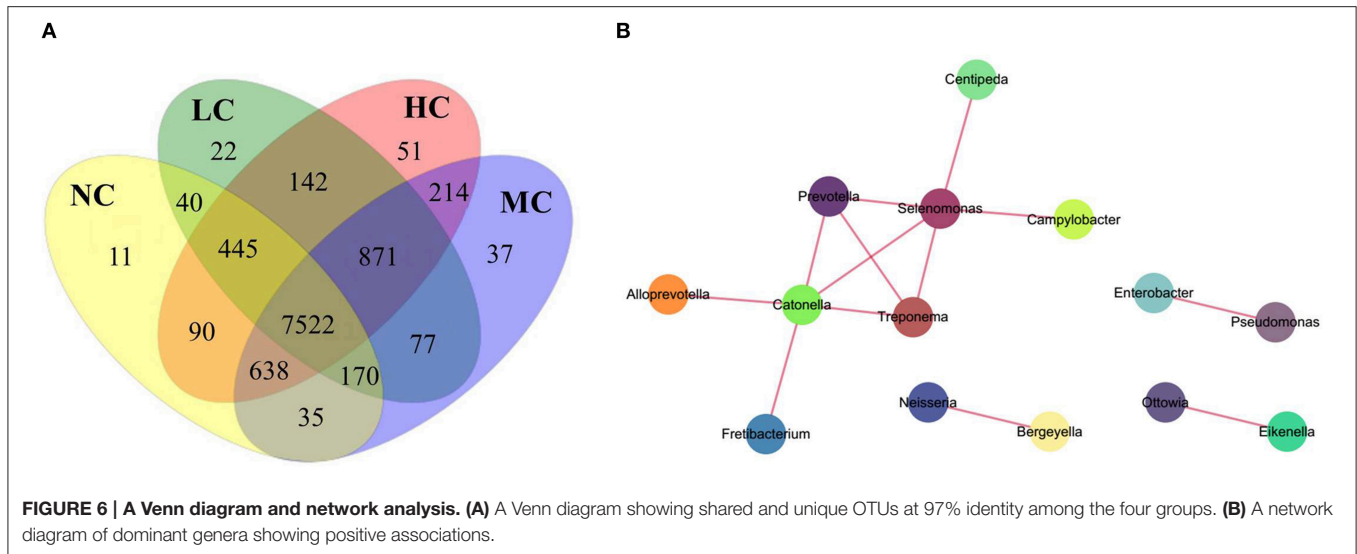 A
B
LC
HC
NC
MC
22
51
142
214
40
11
445
871
37
90
7522
77
638
170
35
Centipeda
Prevotella
Selenomonas
Campylobacter
Alloprevotella
Catonella
Treponema
Enterobacter
Pseudomonas
Fretibacterium
Neisseria
Bergeyella
Ottowia
Eikenella
FIGURE 6 | A Venn diagram and network analysis. (A) A Venn diagram showing shared and unique OTUs at 97% identity among the four groups. (B) A network
diagram of dominant genera showing positive associations.